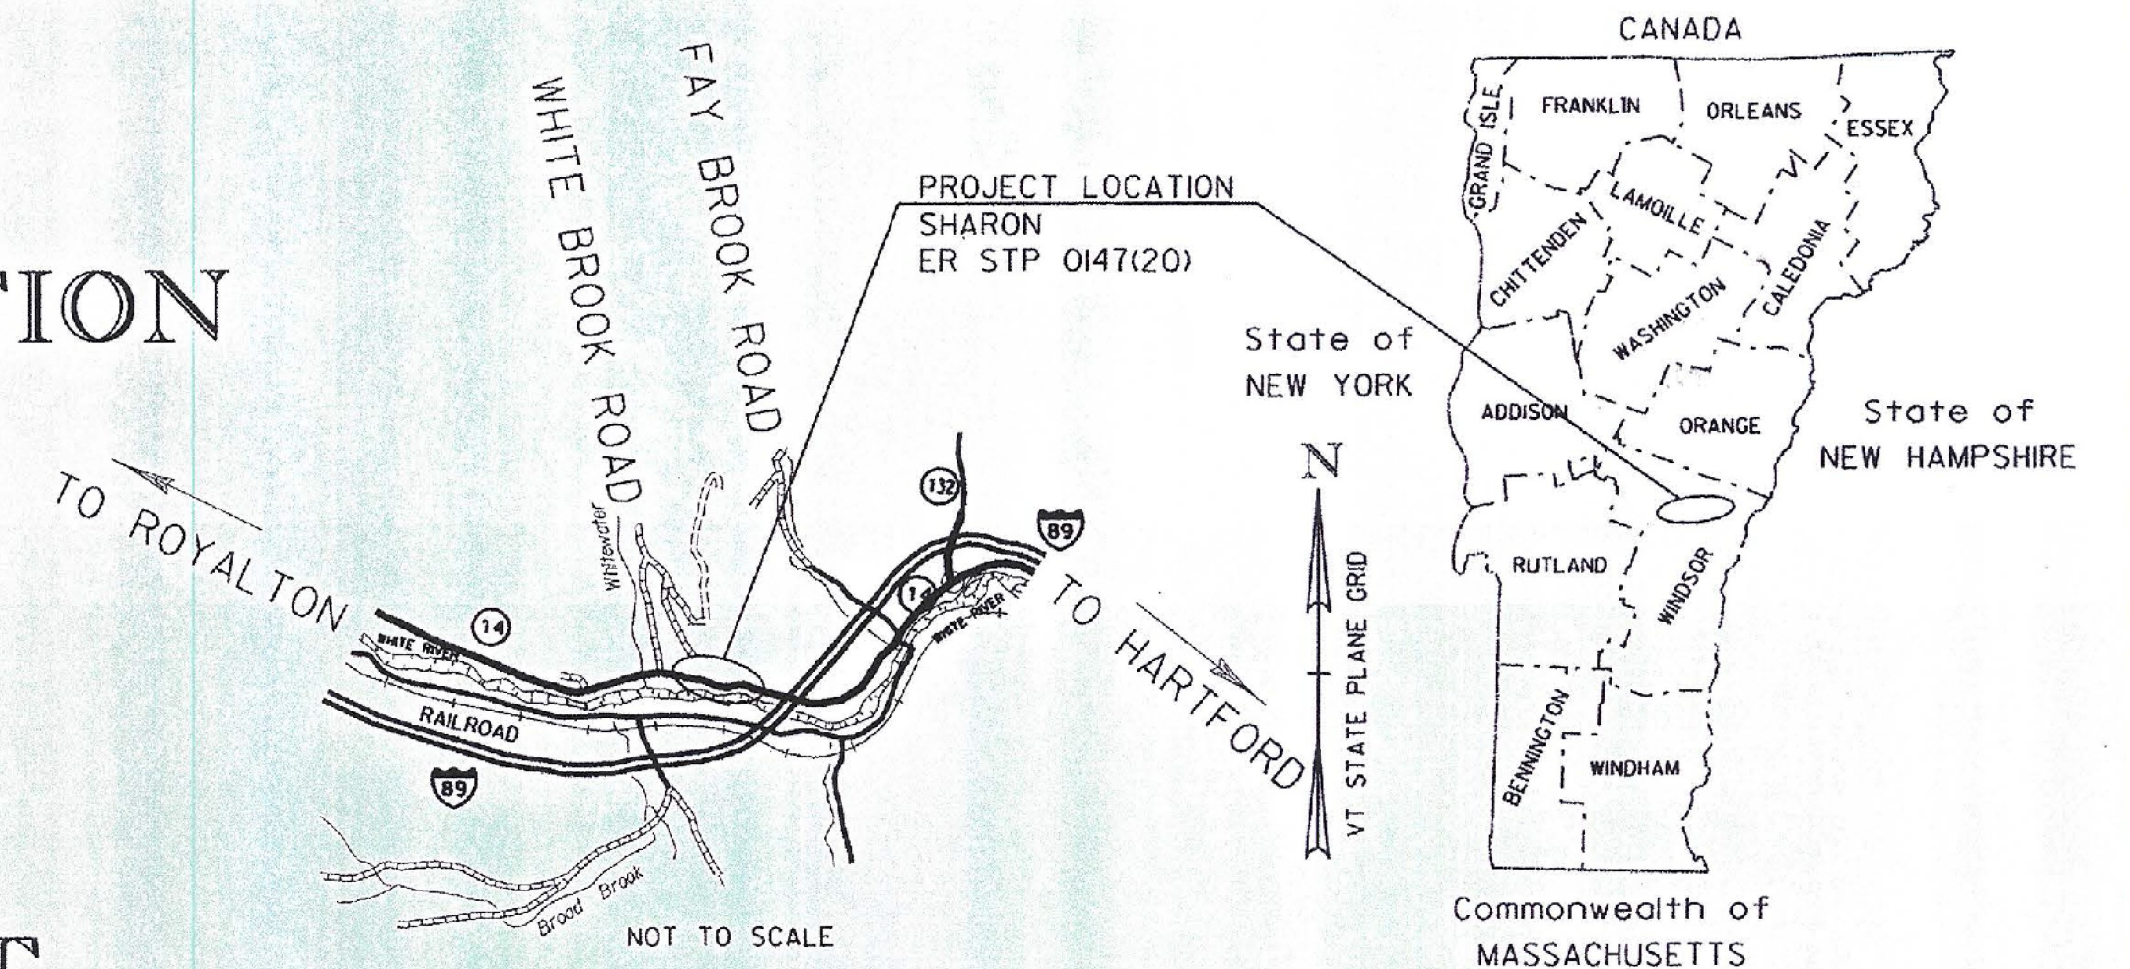 TION
TO ROYALTON
WHITE BROOK ROAD
FAY BROOK ROAD
PROJECT LOCATION
SHARON
ER STP 0147(20)
Whitewater
132
89
14
14
WHITE RIVER
WHITE RIVER
RAILROAD
89
TO HARTFORD
Broad Brook
NOT TO SCALE
N
VT STATE PLANE GRID
CANADA
GRAND ISLE
FRANKLIN
ORLEANS
ESSEX
LAMOILLE
CHITTENDEN
WASHINGTON
CALEDONIA
State of
NEW YORK
ADDISON
ORANGE
State of
NEW HAMPSHIRE
RUTLAND
WINDSOR
BENNINGTON
WINDHAM
Commonwealth of
MASSACHUSETTS